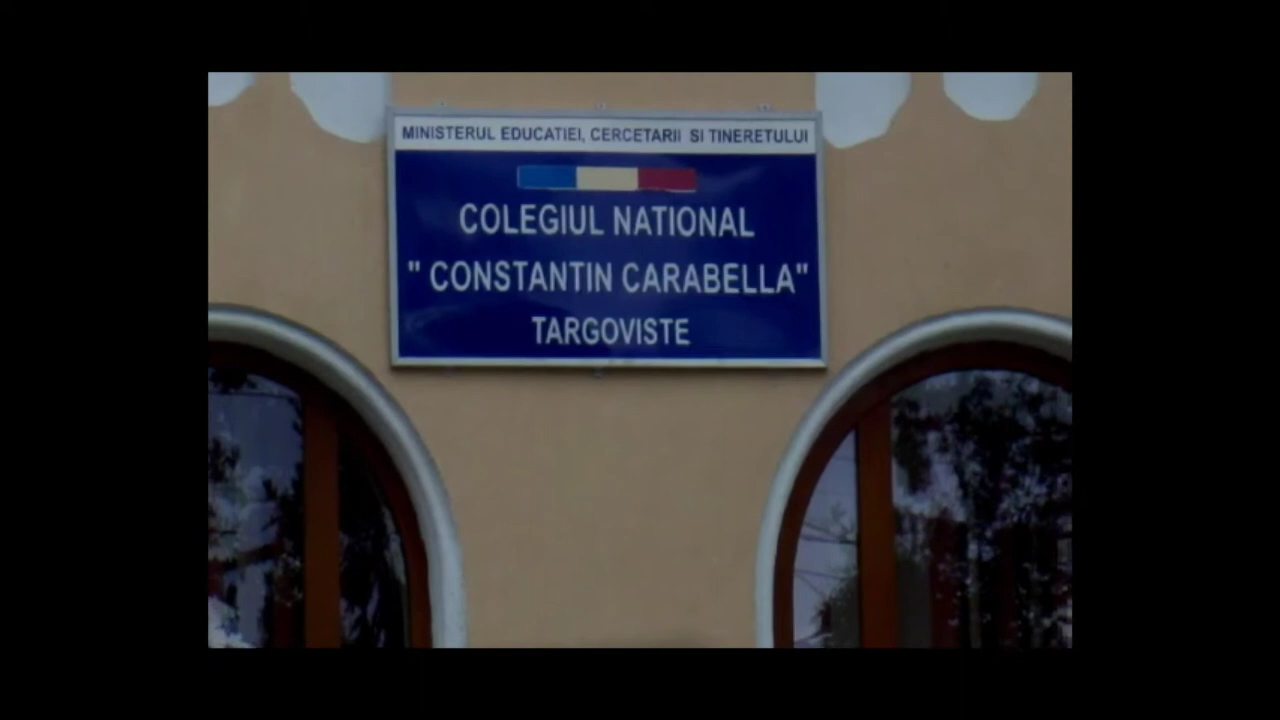 MINISTERUL EDUCATIEI, CERCETARII SI TINERETULUI
COLEGIUL NATIONAL
" CONSTANTIN CARABELLA"
TARGOVISTE